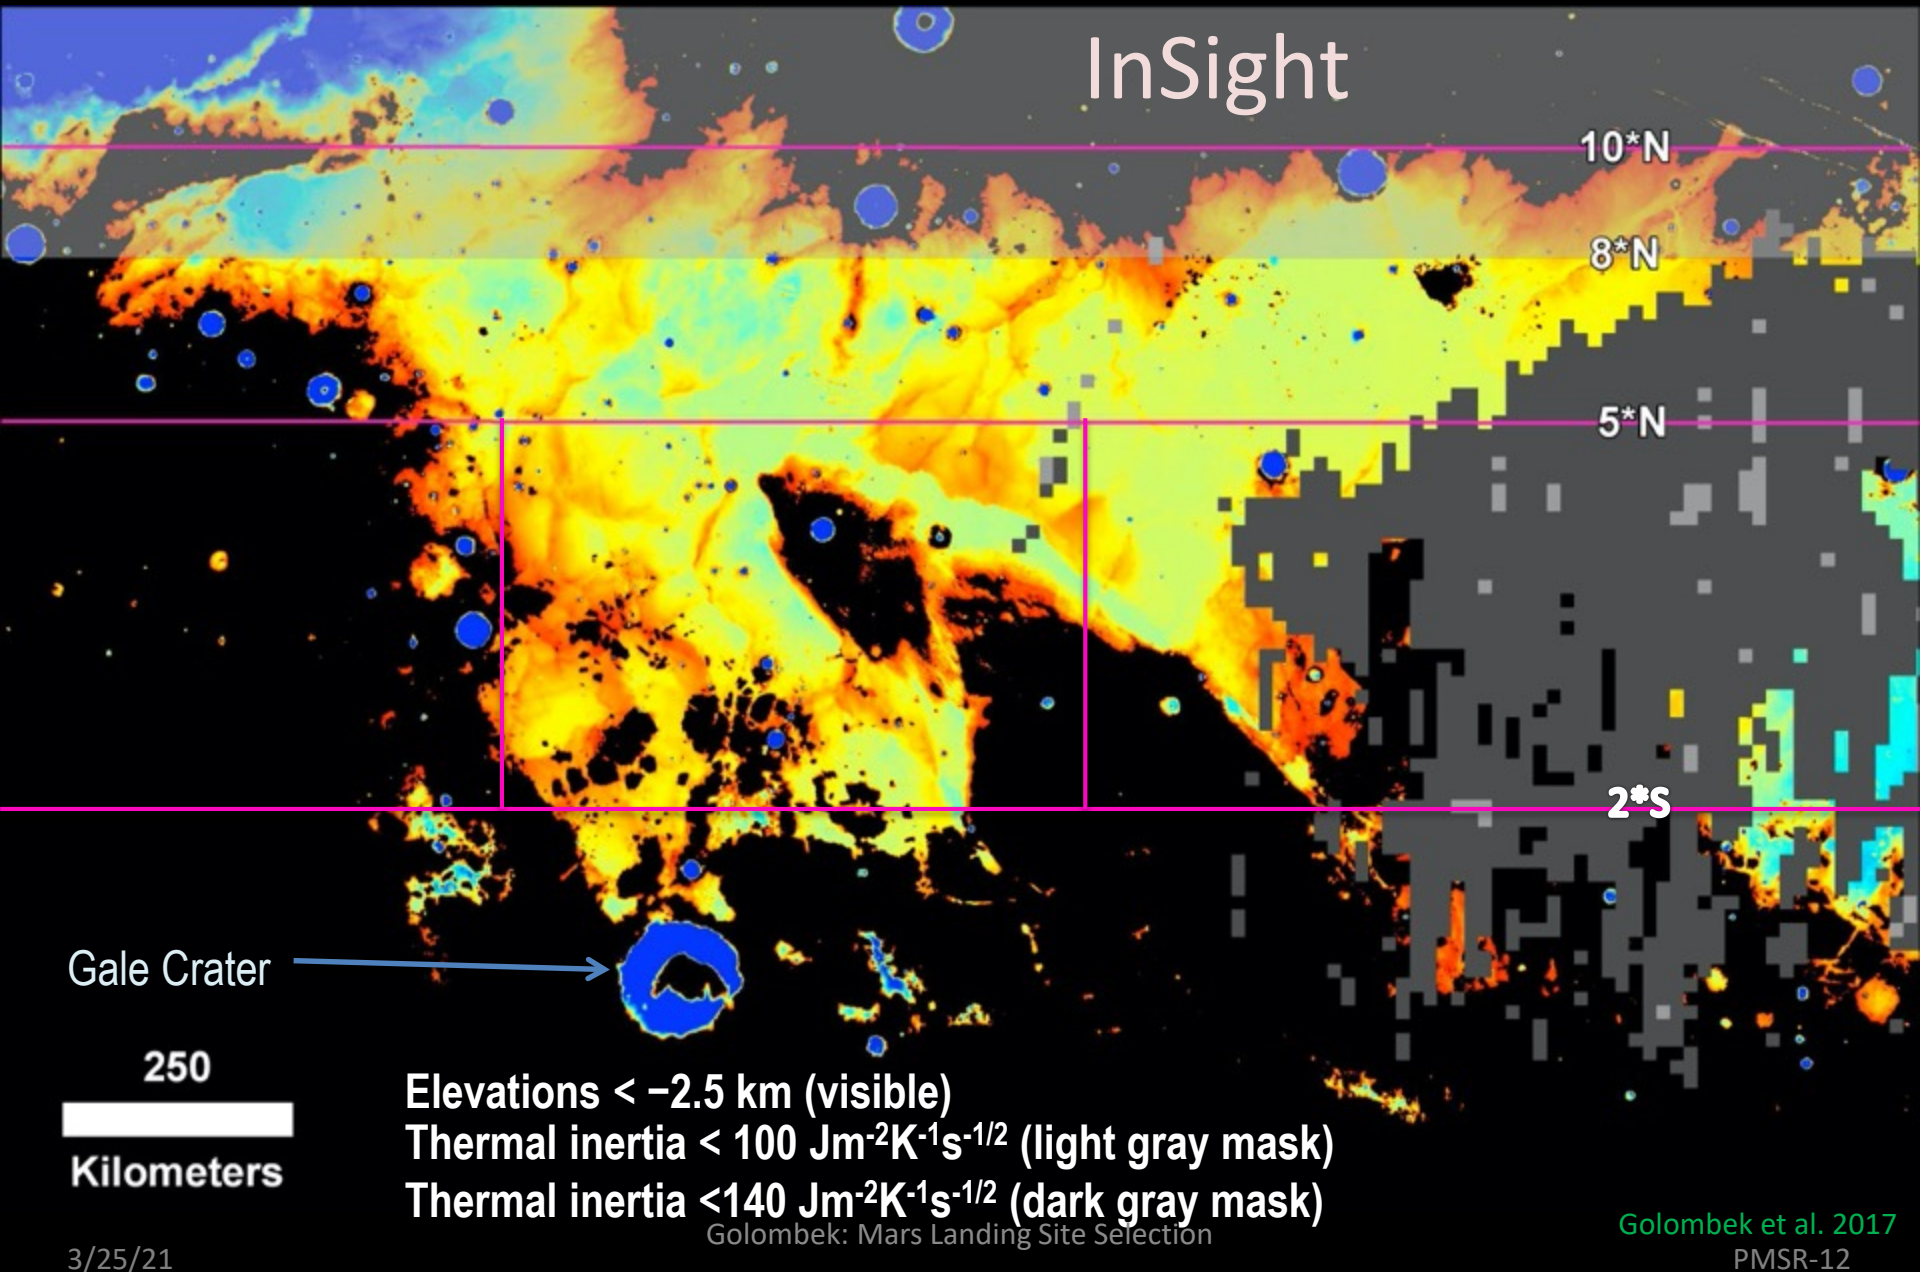 InSight
10*N
8*N
5*N
2*S
Gale Crater
250
Kilometers
Elevations < −2.5 km (visible)
Thermal inertia < 100 Jm-2K-1s-1/2 (light gray mask)
Thermal inertia <140 Jm-2K-1s-1/2 (dark gray mask)
Golombek: Mars Landing Site Selection
Golombek et al. 2017
3/25/21
PMSR-12